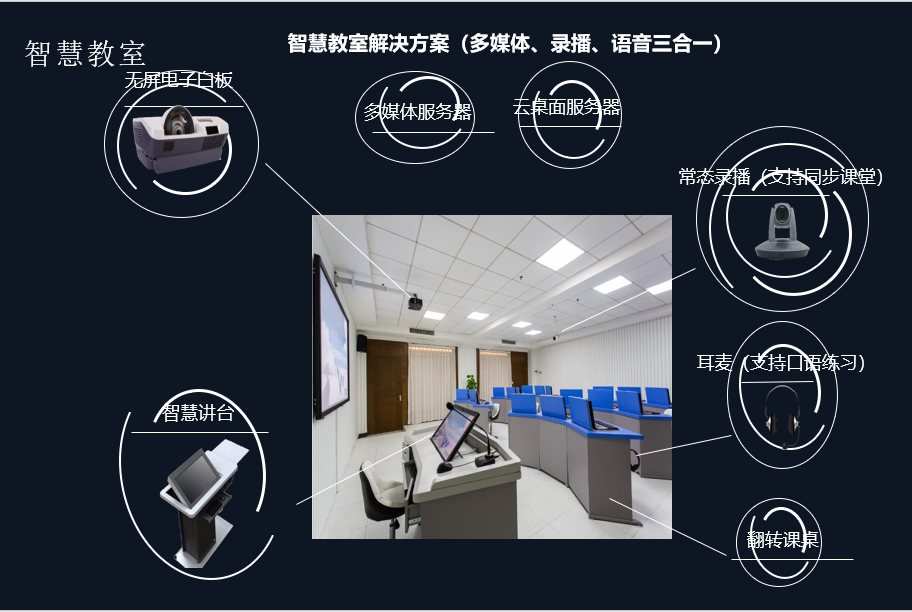 智慧教室
智慧教室解决方案（多媒体、录播、语音三合一）
无屏电子白板
多媒体服务器
云桌面服务器
常态录播（支持同步课堂）
耳麦（支持口语练习）
智慧讲台
翻转课桌